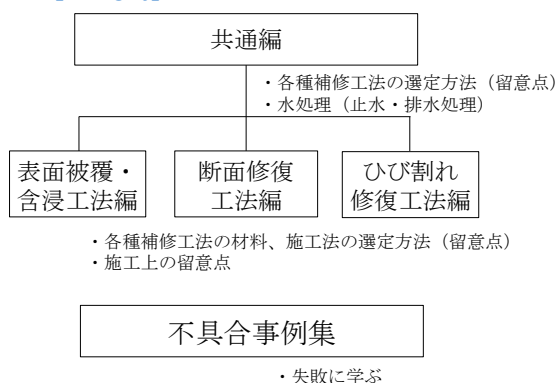 共通編
・各種補修工法の選定方法（留意点）
・水処理（止水・排水処理）
表面被覆・
含浸工法編
断面修復
工法編
ひび割れ
修復工法編
・各種補修工法の材料、施工法の選定方法（留意点）
・施工上の留意点
不具合事例集
・失敗に学ぶ